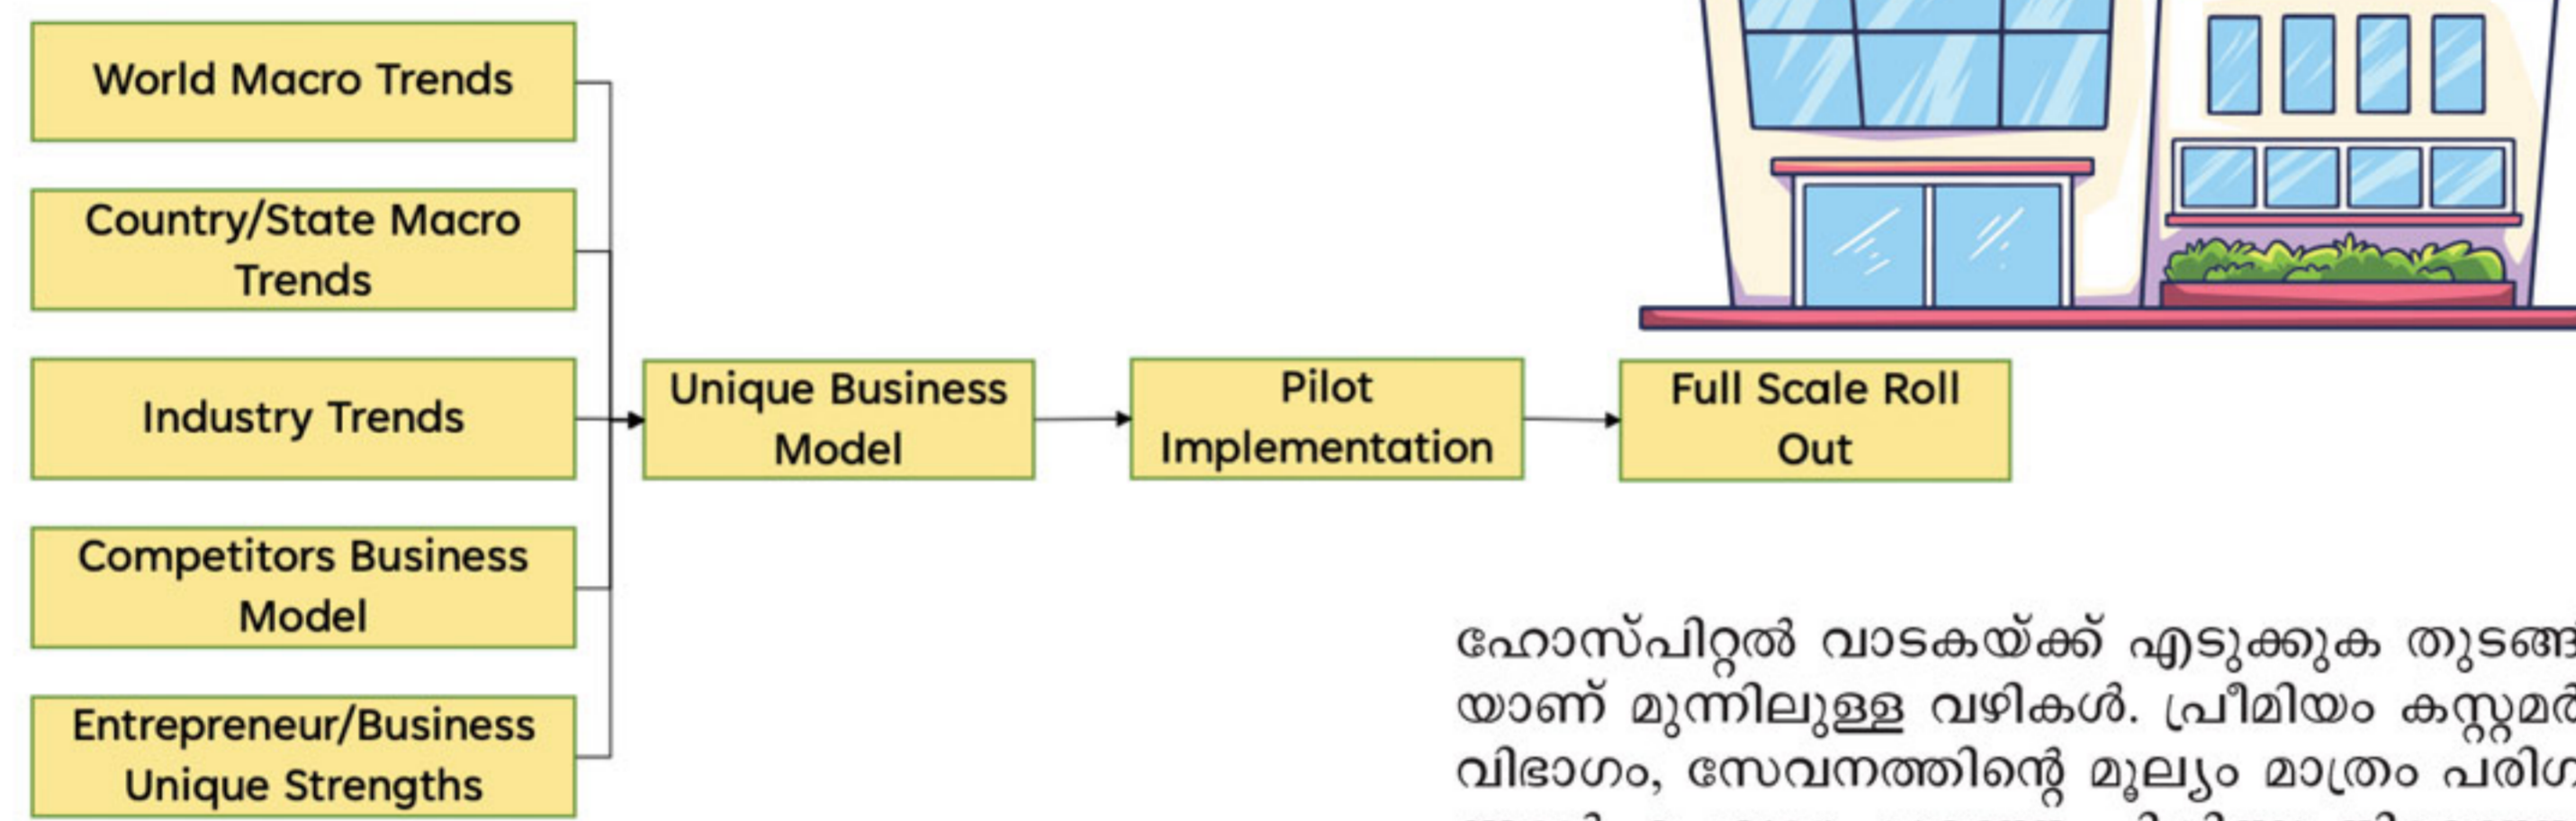 World Macro Trends
Country/State Macro
Trends
Industry Trends
Competitors Business
Model
Entrepreneur/Business
Unique Strengths
Unique Business
Model
Pilot
Implementation
Full Scale Roll
Out
ഹോസ്പിറ്റൽ വാടകയ്ക്ക് എടുക്കുക
യാണ് മുന്നിലുള്ള വഴികൾ. പ്രീമിയം
വിഭാഗം, സേവനത്തിന്റെ മൂല്യം മാത്രം